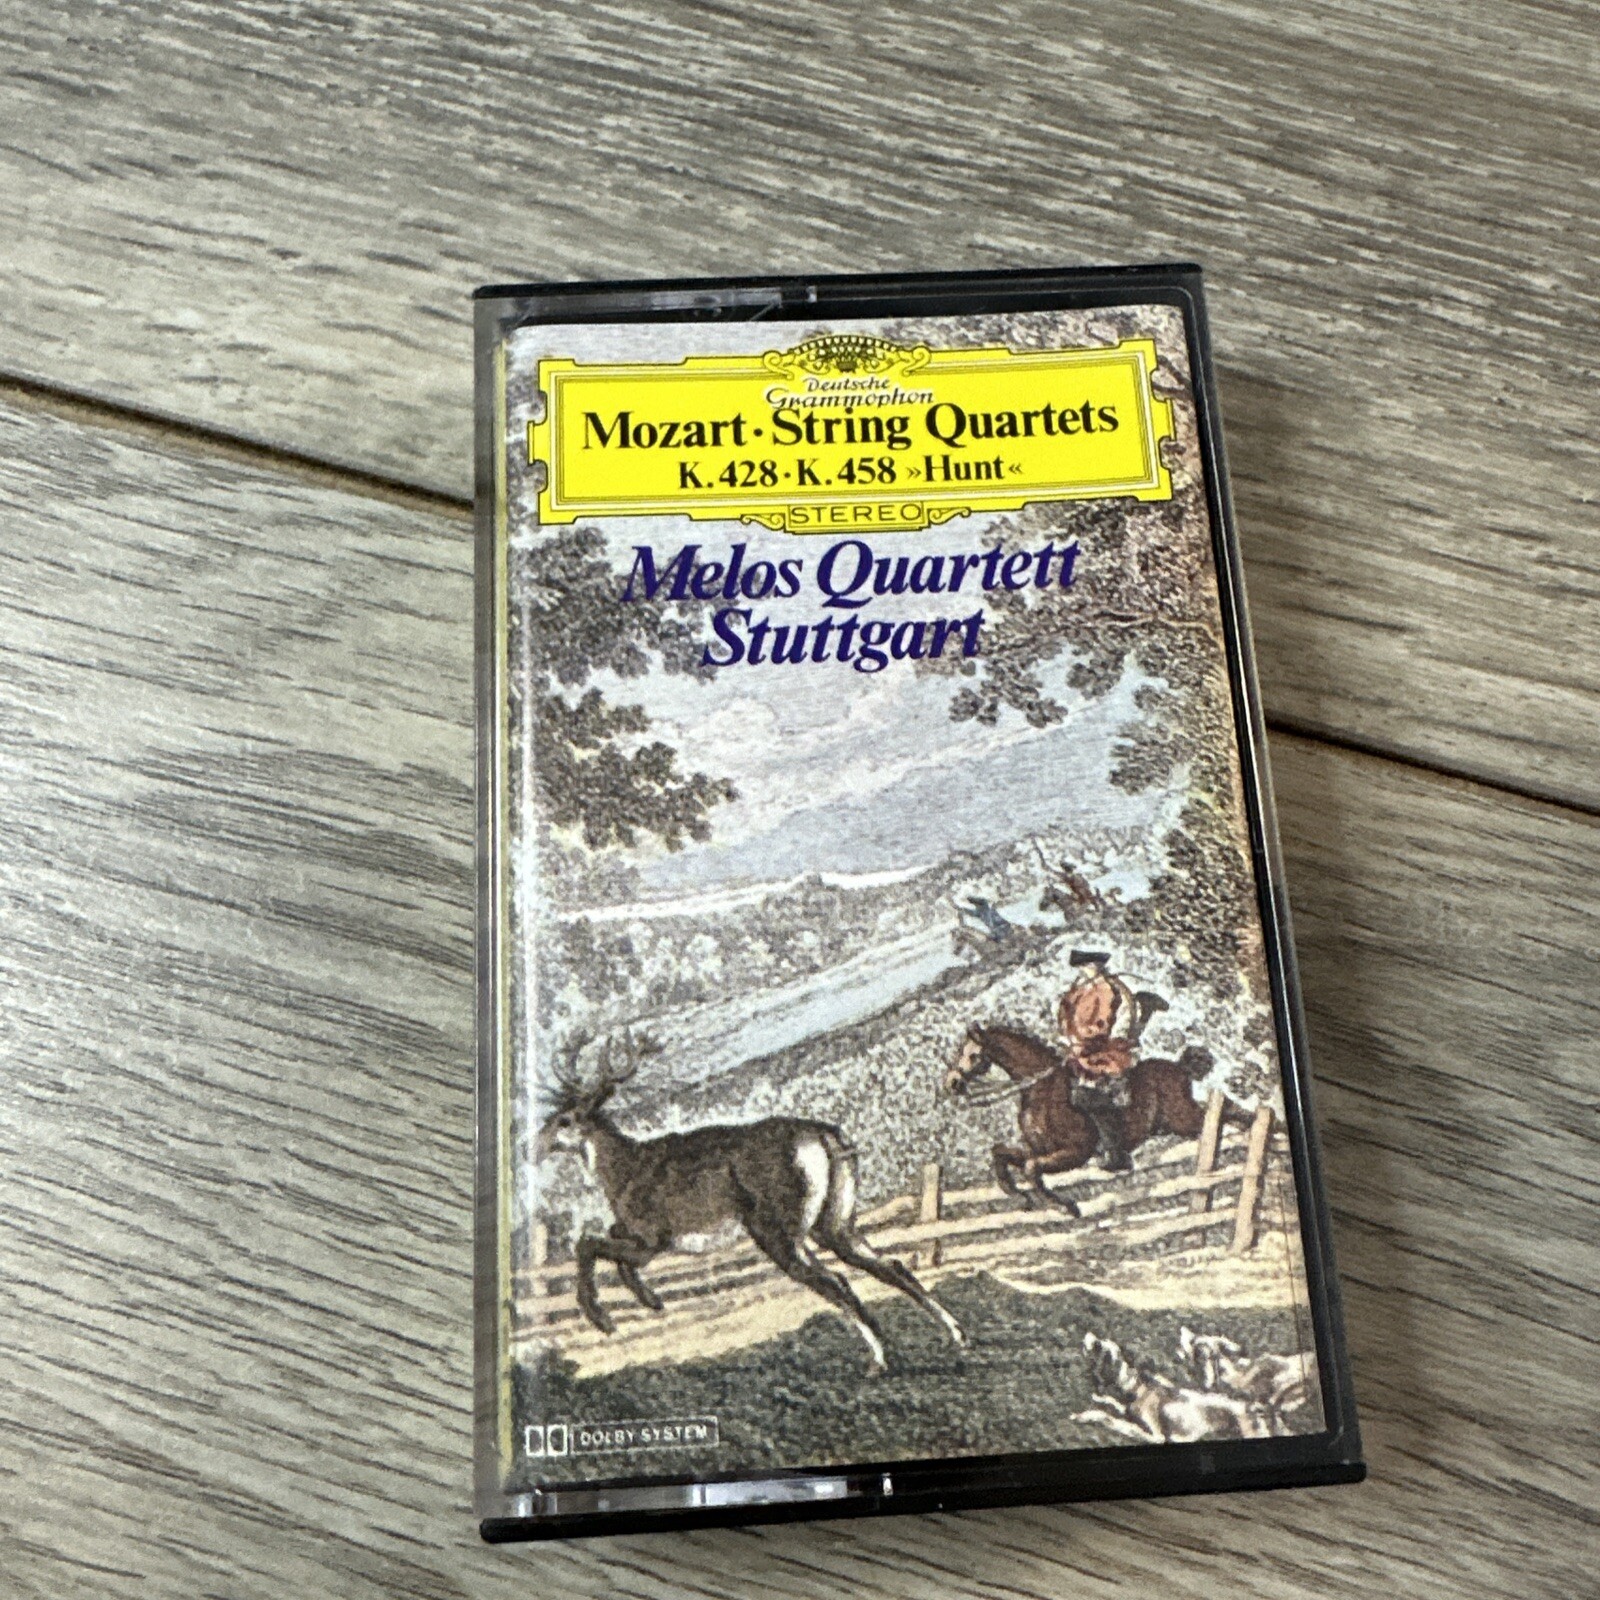 Deutsche
Grammophon
Mozart · String Quartets
K. 428 · K. 458 »Hunt«
STEREO
Melos Quartett
Stuttgart
DOLBY SYSTEM